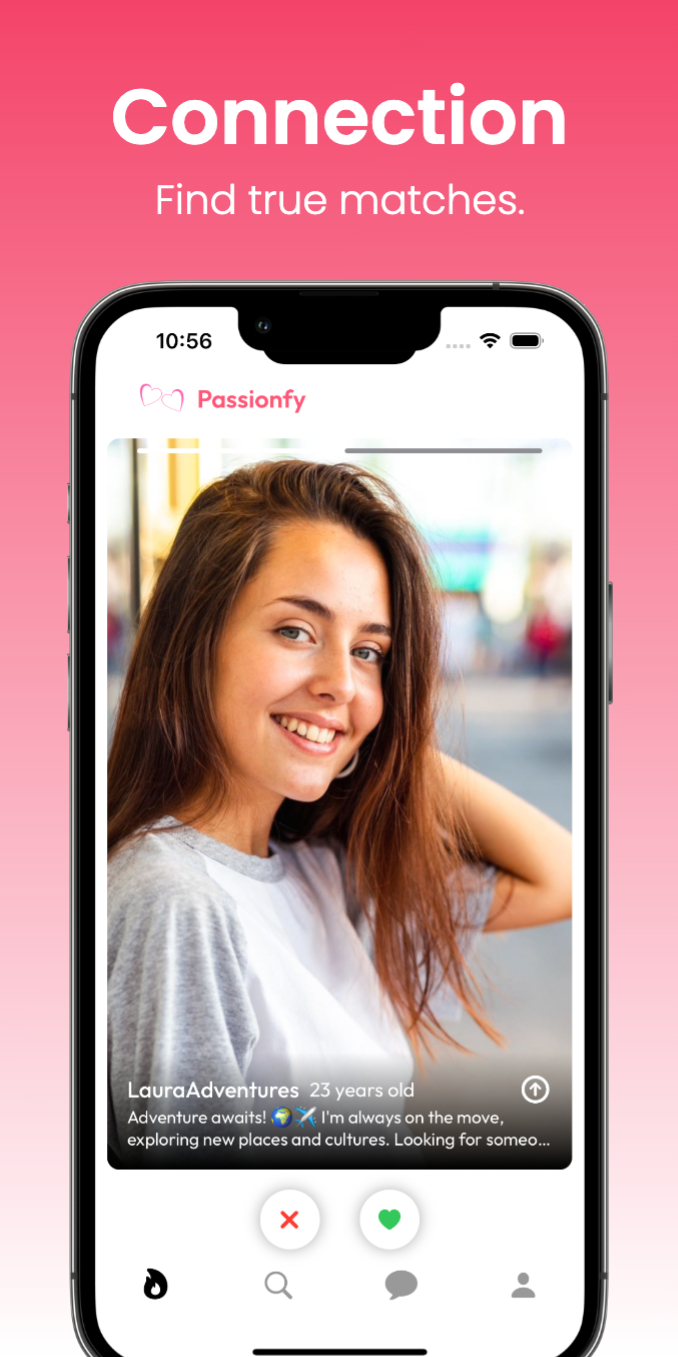 Connection
Find true matches.
10:56
Passionfy
LauraAdventures 23 years old
Adventure awaits! 🌍✈️ I'm always on the move,
exploring new places and cultures. Looking for someo...